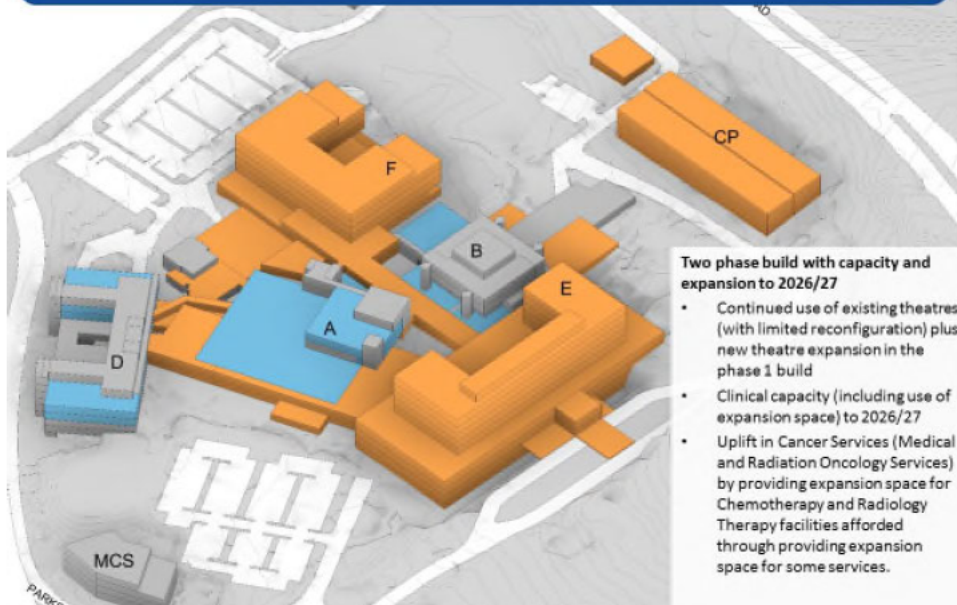 AD
CP
F
B
E
A
D
MCS
PARKS
Two phase build with capacity and
expansion to 2026/27
• Continued use of existing theatres
(with limited reconfiguration) plus
new theatre expansion in the
phase 1 build
• Clinical capacity (including use of
expansion space) to 2026/27
• Uplift in Cancer Services (Medical
and Radiation Oncology Services)
by providing expansion space for
Chemotherapy and Radiology
Therapy facilities afforded
through providing expansion
space for some services.